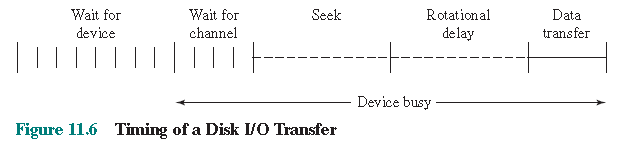 Wait for Wait for Seek Rotational Data
device channel delay transfer
Device busy
Figure 11.6 Timing of a Disk I/O Transfer